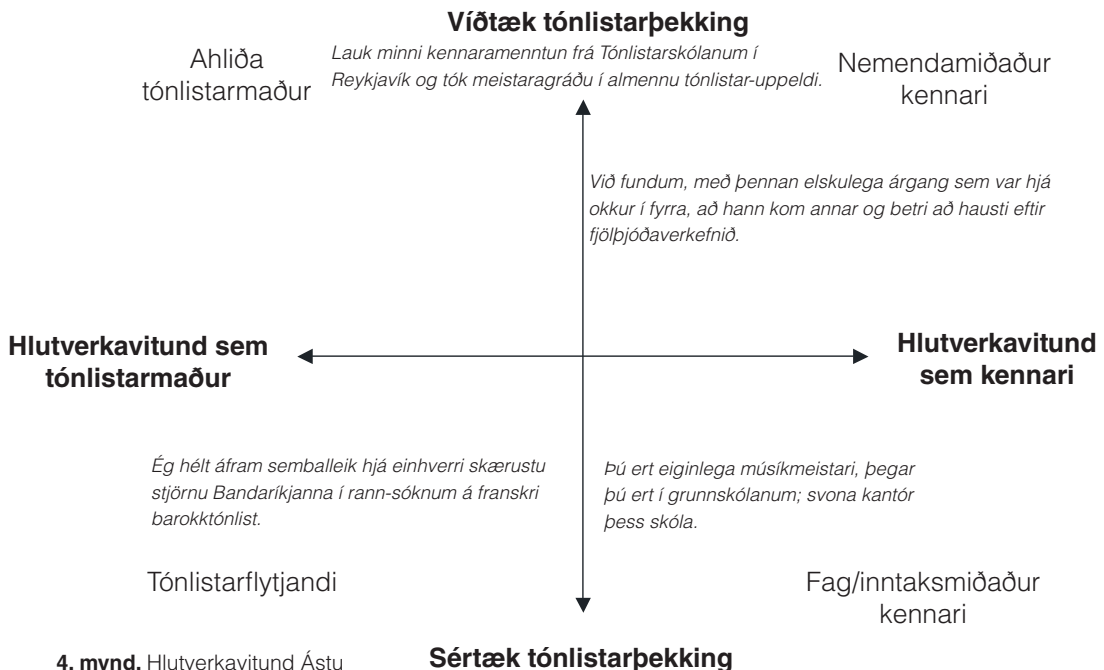 Víðtæk tónlistarþekking
Ahliða
tónlistarmaður
Lauk minni kennaramenntun frá Tónlistarskólanum í
Reykjavík og tók meistaragráðu í almennu tónlistar-uppeldi.
Nemendamiðaður
kennari
Við fundum, með þennan elskulega árgang sem var hjá
okkur í fyrra, að hann kom annar og betri að hausti eftir
fjölþjóðaverkefnið.
Hlutverkavitund sem
tónlistarmaður
Hlutverkavitund
sem kennari
Ég hélt áfram semballeik hjá einhverri skærustu
stjörnu Bandaríkjanna í rann-sóknum á franskri
barokktónlist.
Þú ert eiginlega músíkmeistari, þegar
þú ert í grunnskólanum; svona kantór
þess skóla.
Tónlistarflytjandi
Fag/inntaksmiðaður
kennari
Sértæk tónlistarþekking
4. mynd. Hlutverkavitund Ástu